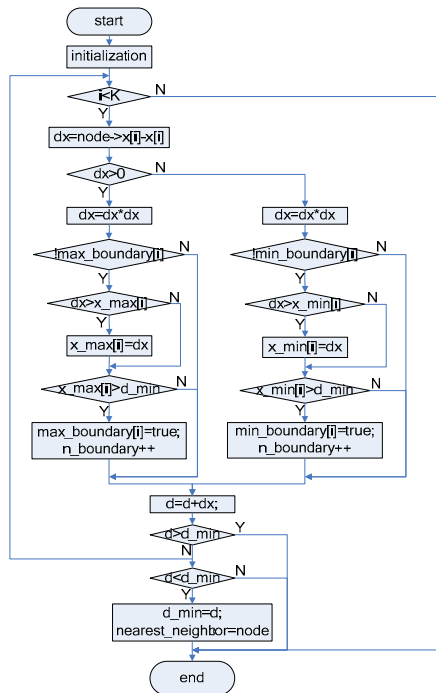 start
initialization
i<K
N
Y
dx=node->x[i]-x[i]
dx>0
N
Y
dx=dx*dx
dx=dx*dx
!max_boundary[i]
N
!min_boundary[i]
N
Y
Y
dx>x_max[i]
N
dx>x_min[i]
N
Y
Y
x_max[i]=dx
x_min[i]=dx
x_max[i]>d_min
N
x_min[i]>d_min
N
Y
Y
max_boundary[i]=true;
n_boundary++
min_boundary[i]=true;
n_boundary++
d=d+dx;
d>d_min
Y
N
d<d_min
N
Y
d_min=d;
nearest_neighbor=node
end